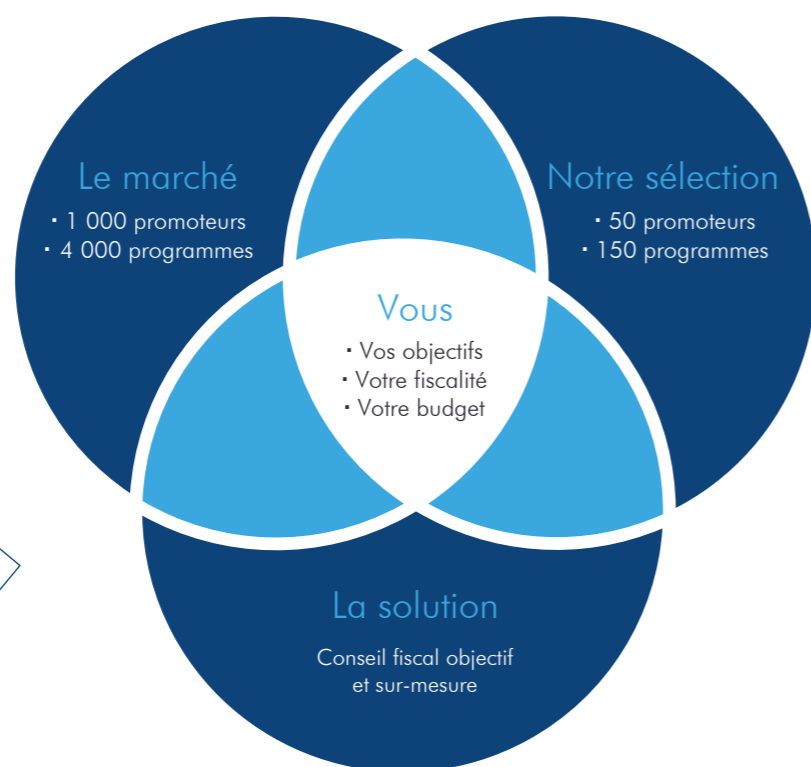 Le marché
· 1 000 promoteurs
· 4 000 programmes
Notre sélection
· 50 promoteurs
· 150 programmes
Vous
· Vos objectifs
· Votre fiscalité
· Votre budget
La solution
Conseil fiscal objectif
et sur-mesure